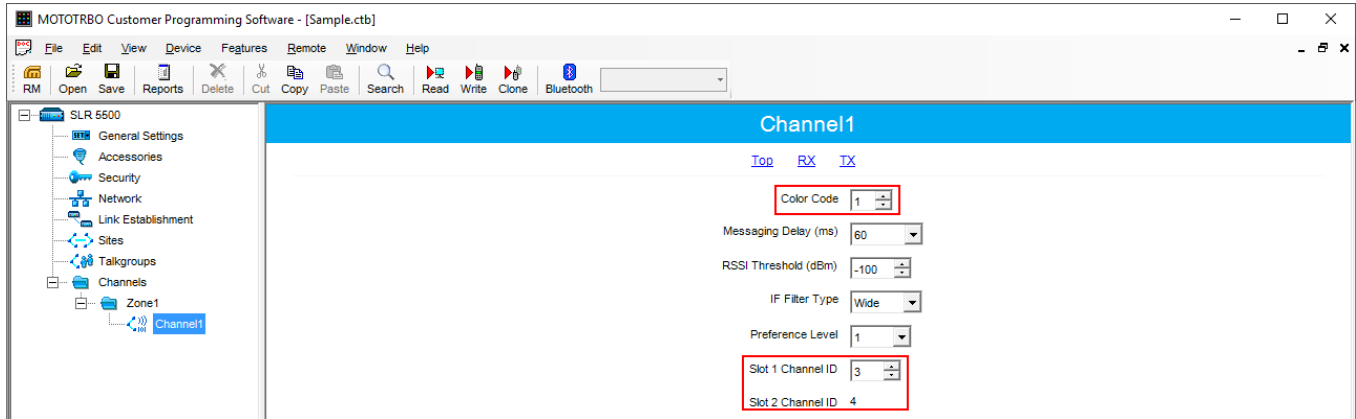 MOTOTRBO Customer Programming Software - [Sample.ctb]
File Edit View Device Features Remote Window Help
RM Open Save Reports Delete Cut Copy Paste Search Read Write Clone Bluetooth
SLR 5500
General Settings
Accessories
Security
Network
Link Establishment
Sites
Talkgroups
Channels
Zone1
Channel1
Channel1
Top RX TX
Color Code 1
Messaging Delay (ms) 60
RSSI Threshold (dBm) -100
IF Filter Type Wide
Preference Level 1
Slot 1 Channel ID 3
Slot 2 Channel ID 4